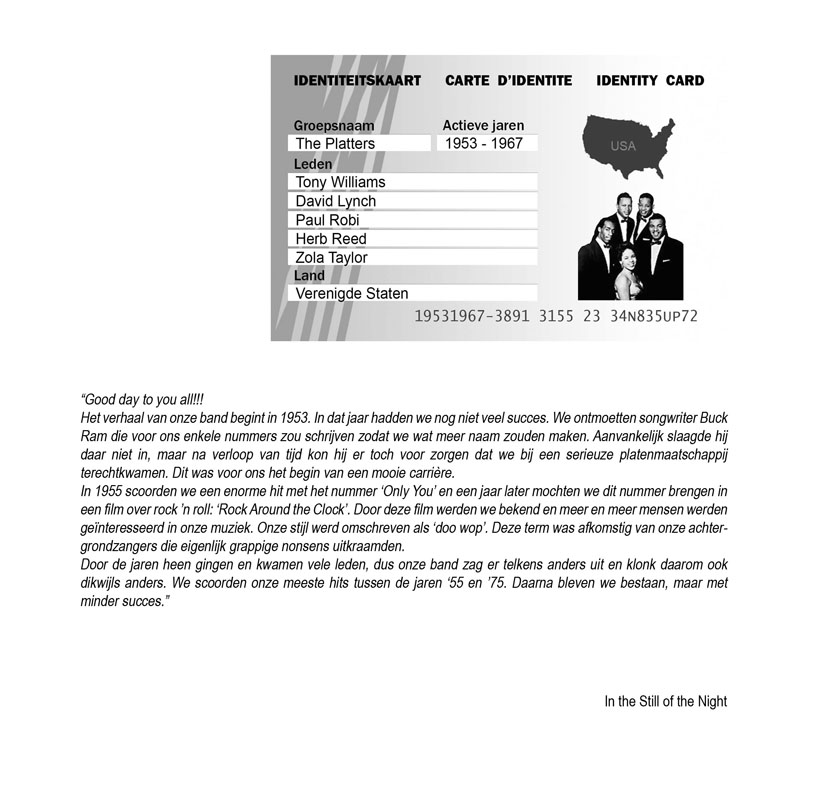 IDENTITEITSKAART CARTE D'IDENTITE IDENTITY CARD
Groepsnaam Actieve jaren
The Platters 1953 - 1967
USA
Leden
Tony Williams
David Lynch
Paul Robi
Herb Reed
Zola Taylor
Land
Verenigde Staten
19531967-3891 3155 23 34N835UP72
“Good day to you all!!!
Het verhaal van onze band begint in 1953. In dat jaar hadden we nog niet veel succes. We ontmoetten songwriter Buck
Ram die voor ons enkele nummers zou schrijven zodat we wat meer naam zouden maken. Aanvankelijk slaagde hij
daar niet in, maar na verloop van tijd kon hij er toch voor zorgen dat we bij een serieuze platenmaatschappij
terechtkwamen. Dit was voor ons het begin van een mooie carrière.
In 1955 scoorden we een enorme hit met het nummer ‘Only You’ en een jaar later mochten we dit nummer brengen in
een film over rock ’n roll: ‘Rock Around the Clock’. Door deze film werden we bekend en meer en meer mensen werden
geïnteresseerd in onze muziek. Onze stijl werd omschreven als ‘doo wop’. Deze term was afkomstig van onze achter-
grondzangers die eigenlijk grappige nonsens uitkraamden.
Door de jaren heen gingen en kwamen vele leden, dus onze band zag er telkens anders uit en klonk daarom ook
dikwijls anders. We scoorden onze meeste hits tussen de jaren ‘55 en ’75. Daarna bleven we bestaan, maar met
minder succes.”
In the Still of the Night